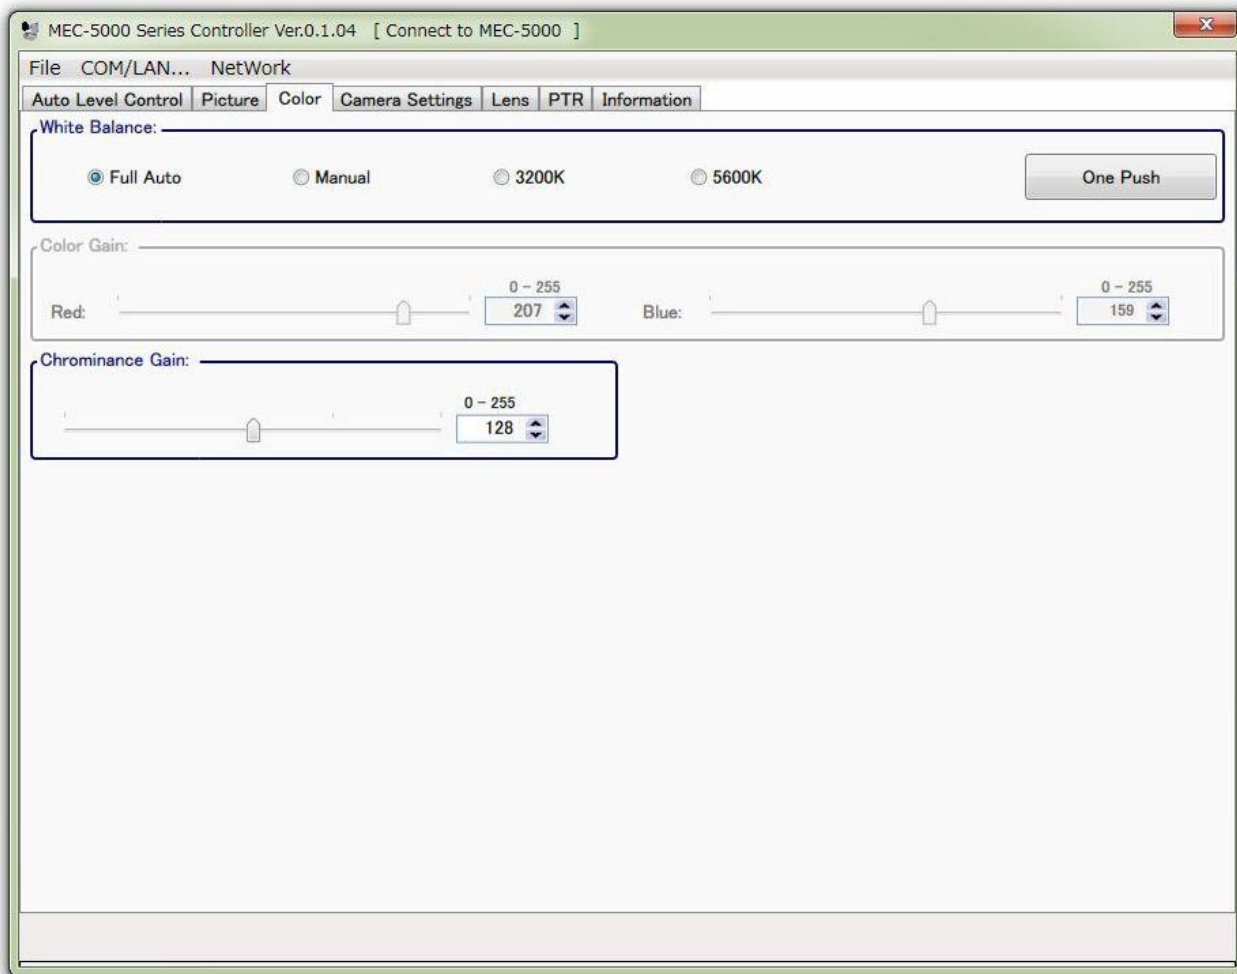 MEC-5000 Series Controller Ver.0.1.04 [ Connect to MEC-5000 ]
File COM/LAN... NetWork
Auto Level Control Picture Color Camera Settings Lens PTR Information
White Balance:
Full Auto Manual 3200K 5600K One Push
Color Gain:
0 - 255 0 - 255
Red: 207 Blue: 159
Chrominance Gain:
0 - 255
128